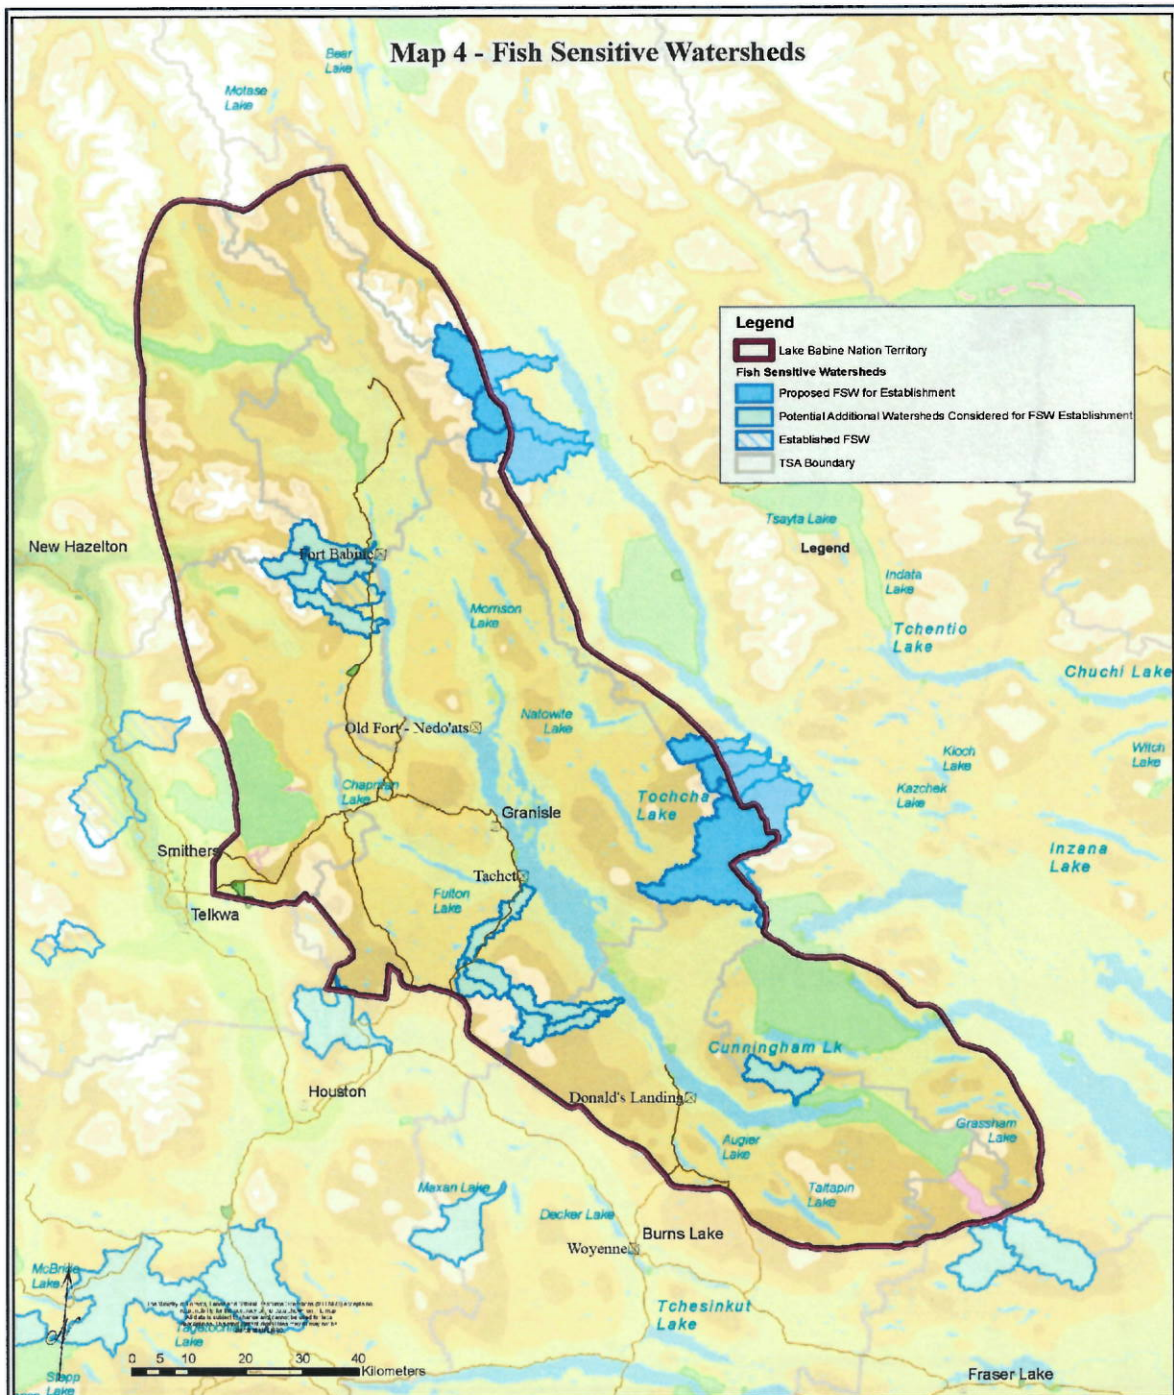 Map 4 - Fish Sensitive Watersheds
Bear
Lake
Motase
Lake
Legend
Lake Babine Nation Territory
Fish Sensitive Watersheds
Proposed FSW for Establishment
Potential Additional Watersheds Considered for FSW Establishment
Established FSW
TSA Boundary
Tsayta Lake
Legend
New Hazelton
Fort Babine
Indata
Lake
Morrison
Lake
Tchentlo
Lake
Chuchi Lake
Old Fort - Nedo'ats
Natowite
Lake
Kloch
Lake
Witch
Lake
Chapman
Lake
Tochcha
Lake
Kazchek
Lake
Granisle
Smithers
Inzana
Lake
Tachet
Fulton
Lake
Telkwa
Cunningham Lk
Houston
Donald's Landing
Augier
Lake
Grassham
Lake
Maxan Lake
Taltapin
Lake
Decker Lake
Burns Lake
Woyenne
McBride
Lake
Tchesinkut
Lake
Lake
0 5 10 20 30 40
Kilometers
Fraser Lake
Lake